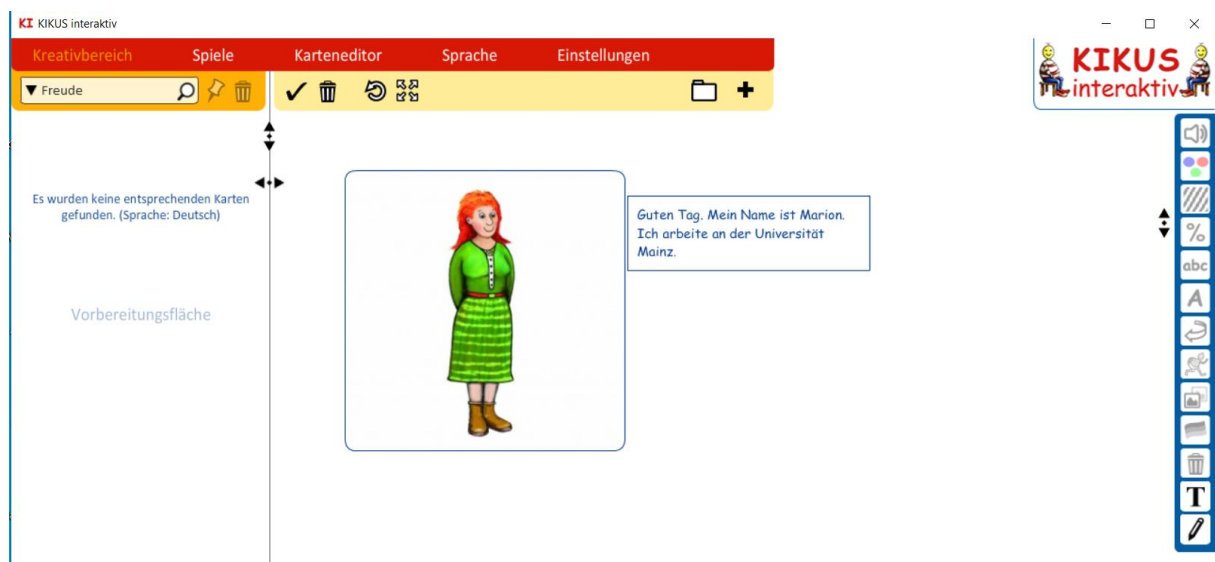 KI KIKUS interaktiv
Kreativbereich Spiele Karteneditor Sprache Einstellungen
KIKUS
interaktiv
Freude
Es wurden keine entsprechenden Karten
gefunden. (Sprache: Deutsch)
Vorbereitungsfläche
Guten Tag. Mein Name ist Marion.
Ich arbeite an der Universität
Mainz.
%
abc
A
T